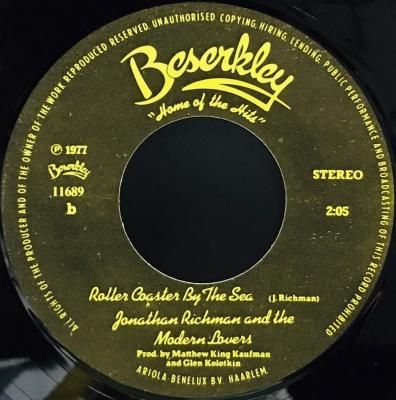 ALL RIGHTS OF THE PRODUCER AND OF THE OWNER OF THE WORK REPRODUCED RESERVED. UNAUTHORISED COPYING, HIRING, LENDING, PUBLIC PERFORMANCE AND BROADCASTING OF THIS RECORD PROHIBITED
Beserkley
"Home of the Hits"
℗ 1977
Beserkley
11689
b
STEREO
2:05
Roller Coaster By The Sea (J. Richman)
Jonathan Richman and the
Modern Lovers
Prod. by Matthew King Kaufman
and Glen Kolotkin
ARIOLA-BENELUX B.V. HAARLEM.